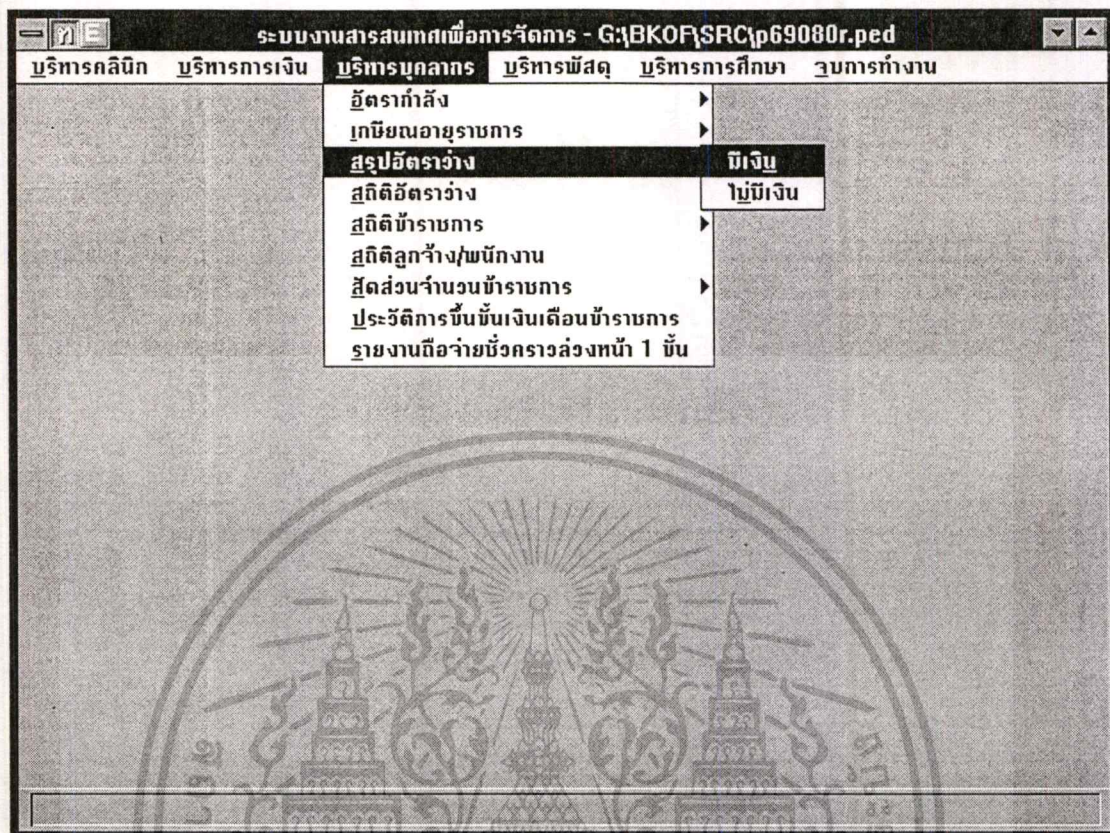 ท E ระบบงานสารสนเทศเพื่อการจัดการ - G:\BKOF\SRC\p69080r.ped
บริหารคลินิก บริหารการเงิน บริหารบุคลากร บริหารพัสดุ บริหารการศึกษา จบการทำงาน
อัตรากำลัง
เกษียณอายุราชการ
สรุปอัตราว่าง มีเงิน
สถิติอัตราว่าง ไม่มีเงิน
สถิติข้าราชการ
สถิติลูกจ้าง/พนักงาน
สัดส่วนจำนวนข้าราชการ
ประวัติการขึ้นขั้นเงินเดือนข้าราชการ
รายงานถือจ่ายชั่วคราวล่วงหน้า 1 ขั้น